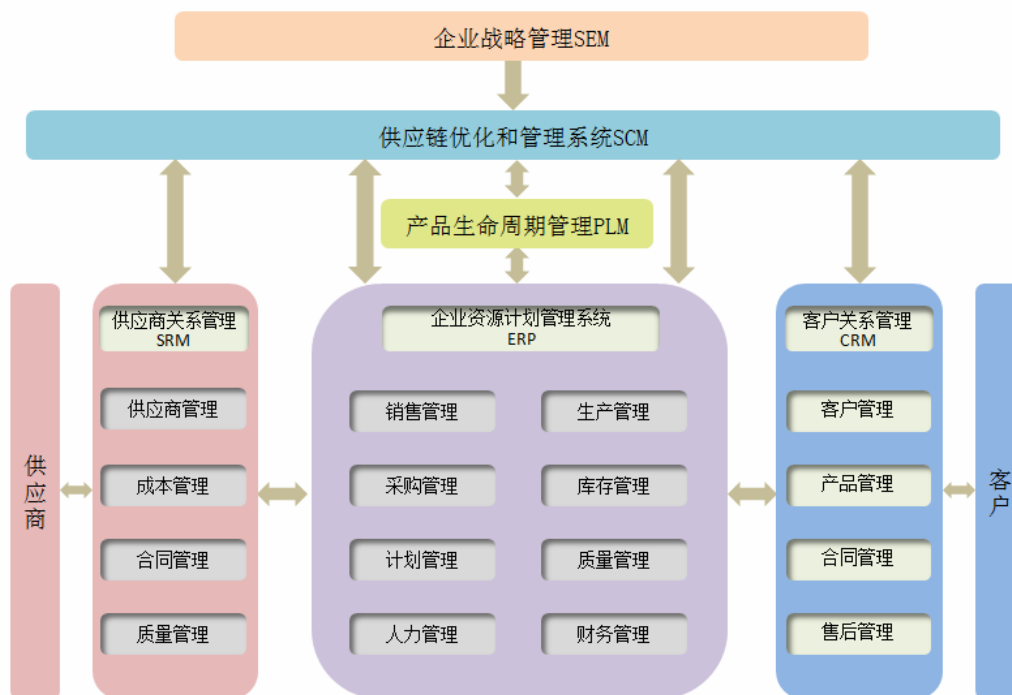 企业战略管理SEM
供应链优化和管理系统SCM
产品生命周期管理PLM
供应商
供应商关系管理
SRM
供应商管理
成本管理
合同管理
质量管理
企业资源计划管理系统
ERP
销售管理
生产管理
采购管理
库存管理
计划管理
质量管理
人力管理
财务管理
客户关系管理
CRM
客户管理
产品管理
合同管理
售后管理
客户